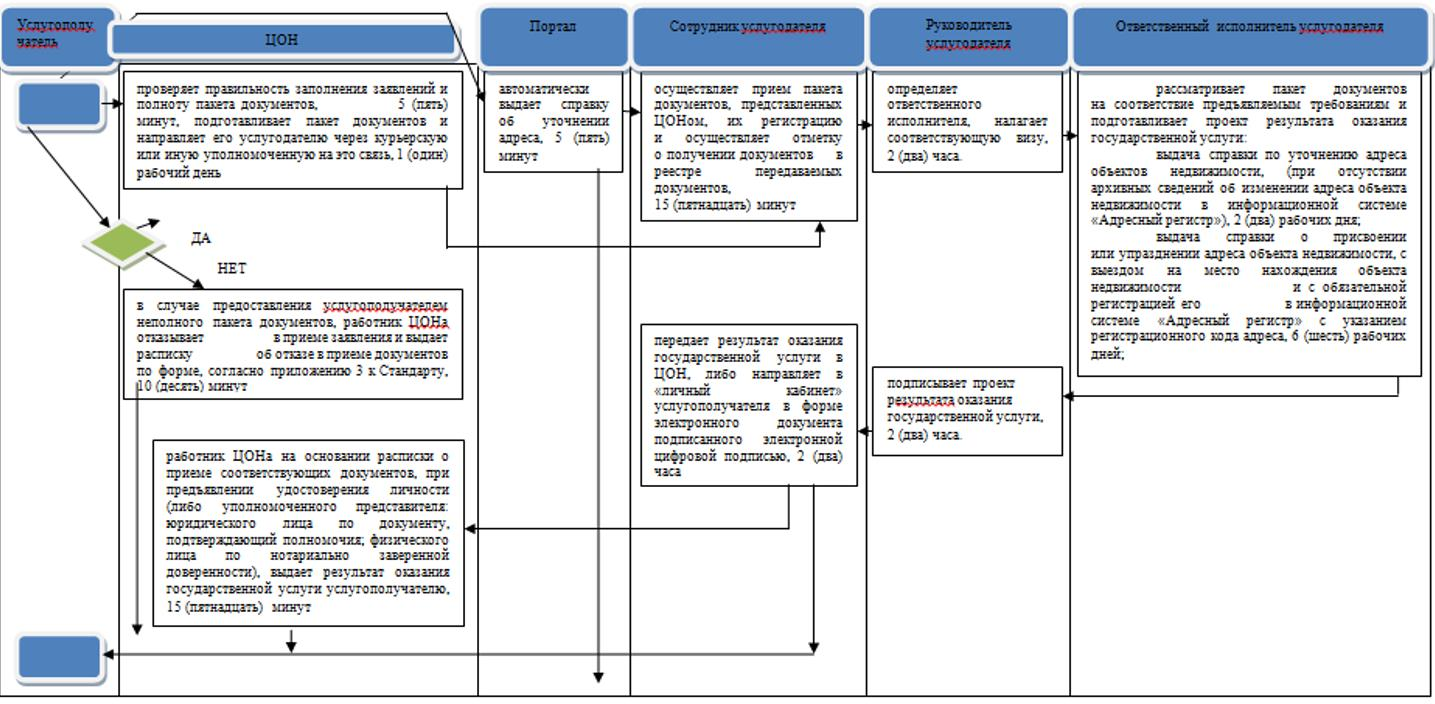 Услугополу
чатель
ЦОН
Портал
Сотрудник услугодателя
Руководитель
услугодателя
Ответственный исполнитель услугодателя
проверяет правильность заполнения заявлений и
полноту пакета документов, 5 (пять)
минут, подготавливает пакет документов и
направляет его услугодателю через курьерскую
или иную уполномоченную на это связь, 1 (один)
рабочий день
автоматически
выдает справку
об уточнении
адреса, 5 (пять)
минут
осуществляет прием пакета
документов, представленных
ЦОНом, их регистрацию
и осуществляет отметку
о получении документов в
реестре передаваемых
документов,
15 (пятнадцать) минут
определяет
ответственного
исполнителя, налагает
соответствующую визу,
2 (два) часа.
рассматривает пакет документов
на соответствие предъявляемым требованиям и
подготавливает проект результата оказания
государственной услуги:
выдача справки по уточнению адреса
объектов недвижимости, (при отсутствии
архивных сведений об изменении адреса объекта
недвижимости в информационной системе
«Адресный регистр»), 2 (два) рабочих дня;
выдача справки о присвоении
или упразднении адреса объекта недвижимости, с
выездом на место нахождения объекта
недвижимости и с обязательной
регистрацией его в информационной
системе «Адресный регистр» с указанием
регистрационного кода адреса, 6 (шесть) рабочих
дней;
ДА
НЕТ
в случае предоставления услугополучателем
неполного пакета документов, работник ЦОНа
отказывает в приеме заявления и выдает
расписку об отказе в приеме документов
по форме, согласно приложению 3 к Стандарту,
10 (десять) минут
передает результат оказания
государственной услуги в
ЦОН, либо направляет в
«личный кабинет»
услугополучателя в форме
электронного документа
подписанного электронной
цифровой подписью, 2 (два)
часа
подписывает проект
результата оказания
государственной услуги,
2 (два) часа.
работник ЦОНа на основании расписки о
приеме соответствующих документов, при
предъявлении удостоверения личности
(либо уполномоченного представителя:
юридического лица по документу,
подтверждающий полномочия; физического
лица по нотариально заверенной
доверенности), выдает результат оказания
государственной услуги услугополучателю,
15 (пятнадцать) минут